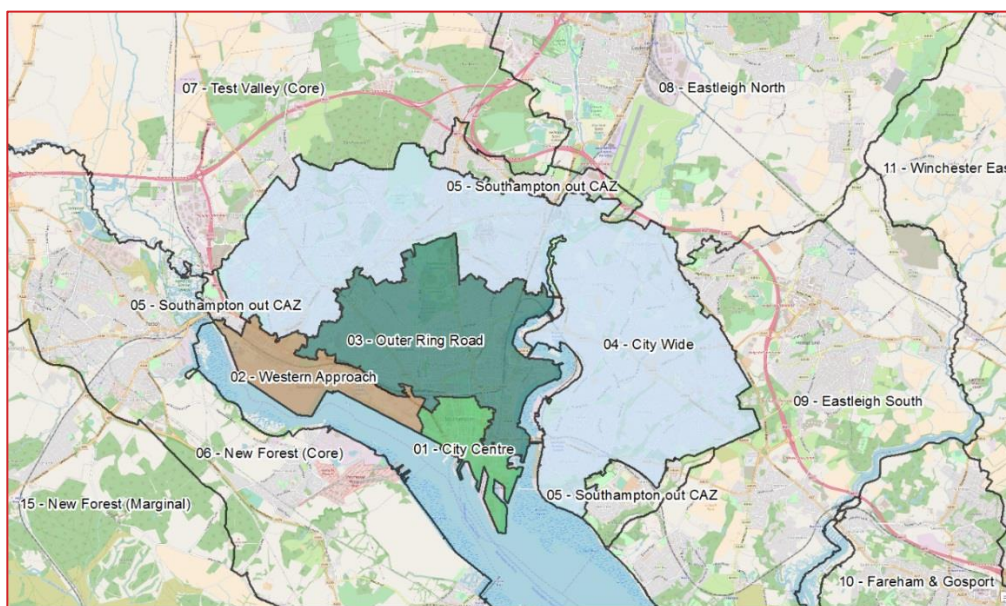 07 - Test Valley (Core)
08 - Eastleigh North
11 - Winchester Eas
05 - Southampton out CAZ
05 - Southampton out CAZ
03 - Outer Ring Road
04 - City Wide
02 - Western Approach
09 - Eastleigh South
01 - City Centre
06 - New Forest (Core)
05 - Southampton out CAZ
15 - New Forest (Marginal)
10 - Fareham & Gosport